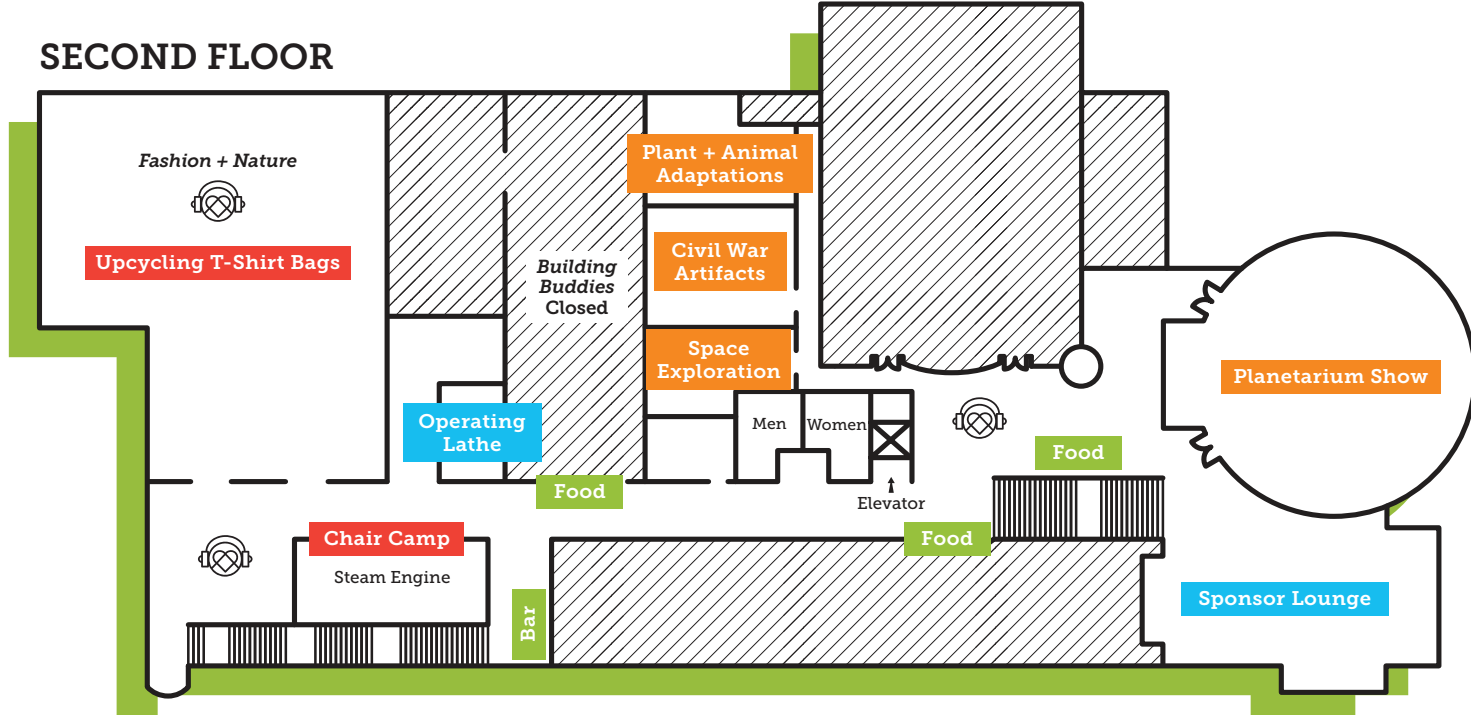 SECOND FLOOR
Fashion + Nature
Upcycling T-Shirt Bags
Building
Buddies
Closed
Plant + Animal
Adaptations
Civil War
Artifacts
Space
Exploration
Planetarium Show
Operating
Lathe
Men
Women
Food
Food
Elevator
Chair Camp
Food
Steam Engine
Bar
Sponsor Lounge